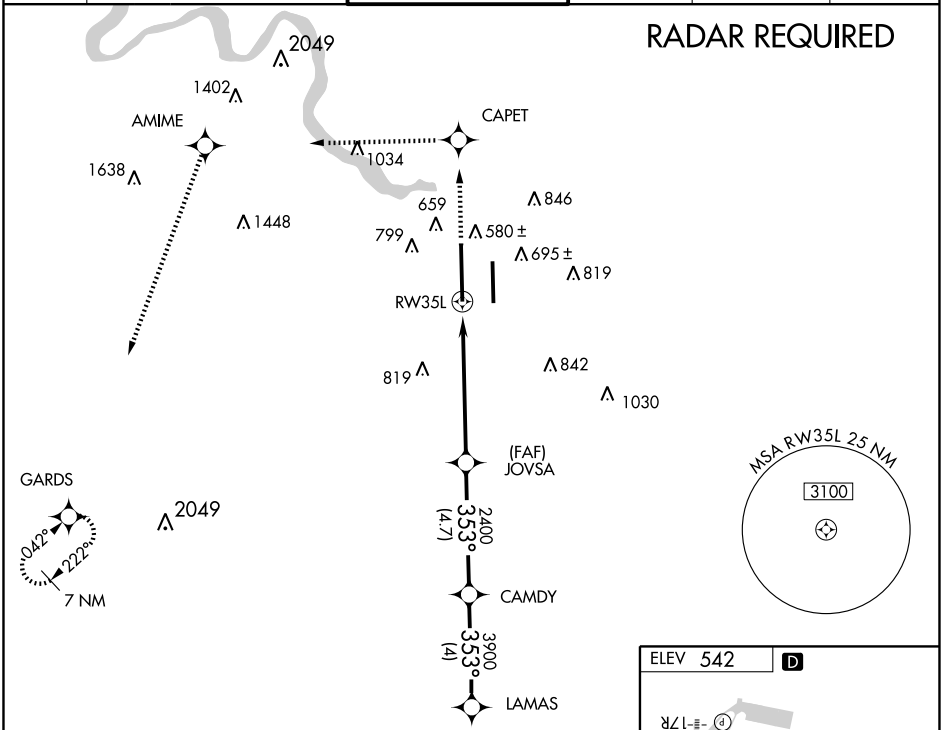 RADAR REQUIRED
2049
1402
AMIME
CAPET
1034
1638
1448
659
846
799
580 ±
695 ±
819
RW35L
819
842
1030
(FAF)
JOVSA
MSA RW35L 25 NM
3100
GARDS
2049
042°
222°
7 NM
2400
353°
(4.7)
CAMDY
3900
353°
(4)
LAMAS
ELEV 542
D
17R
P